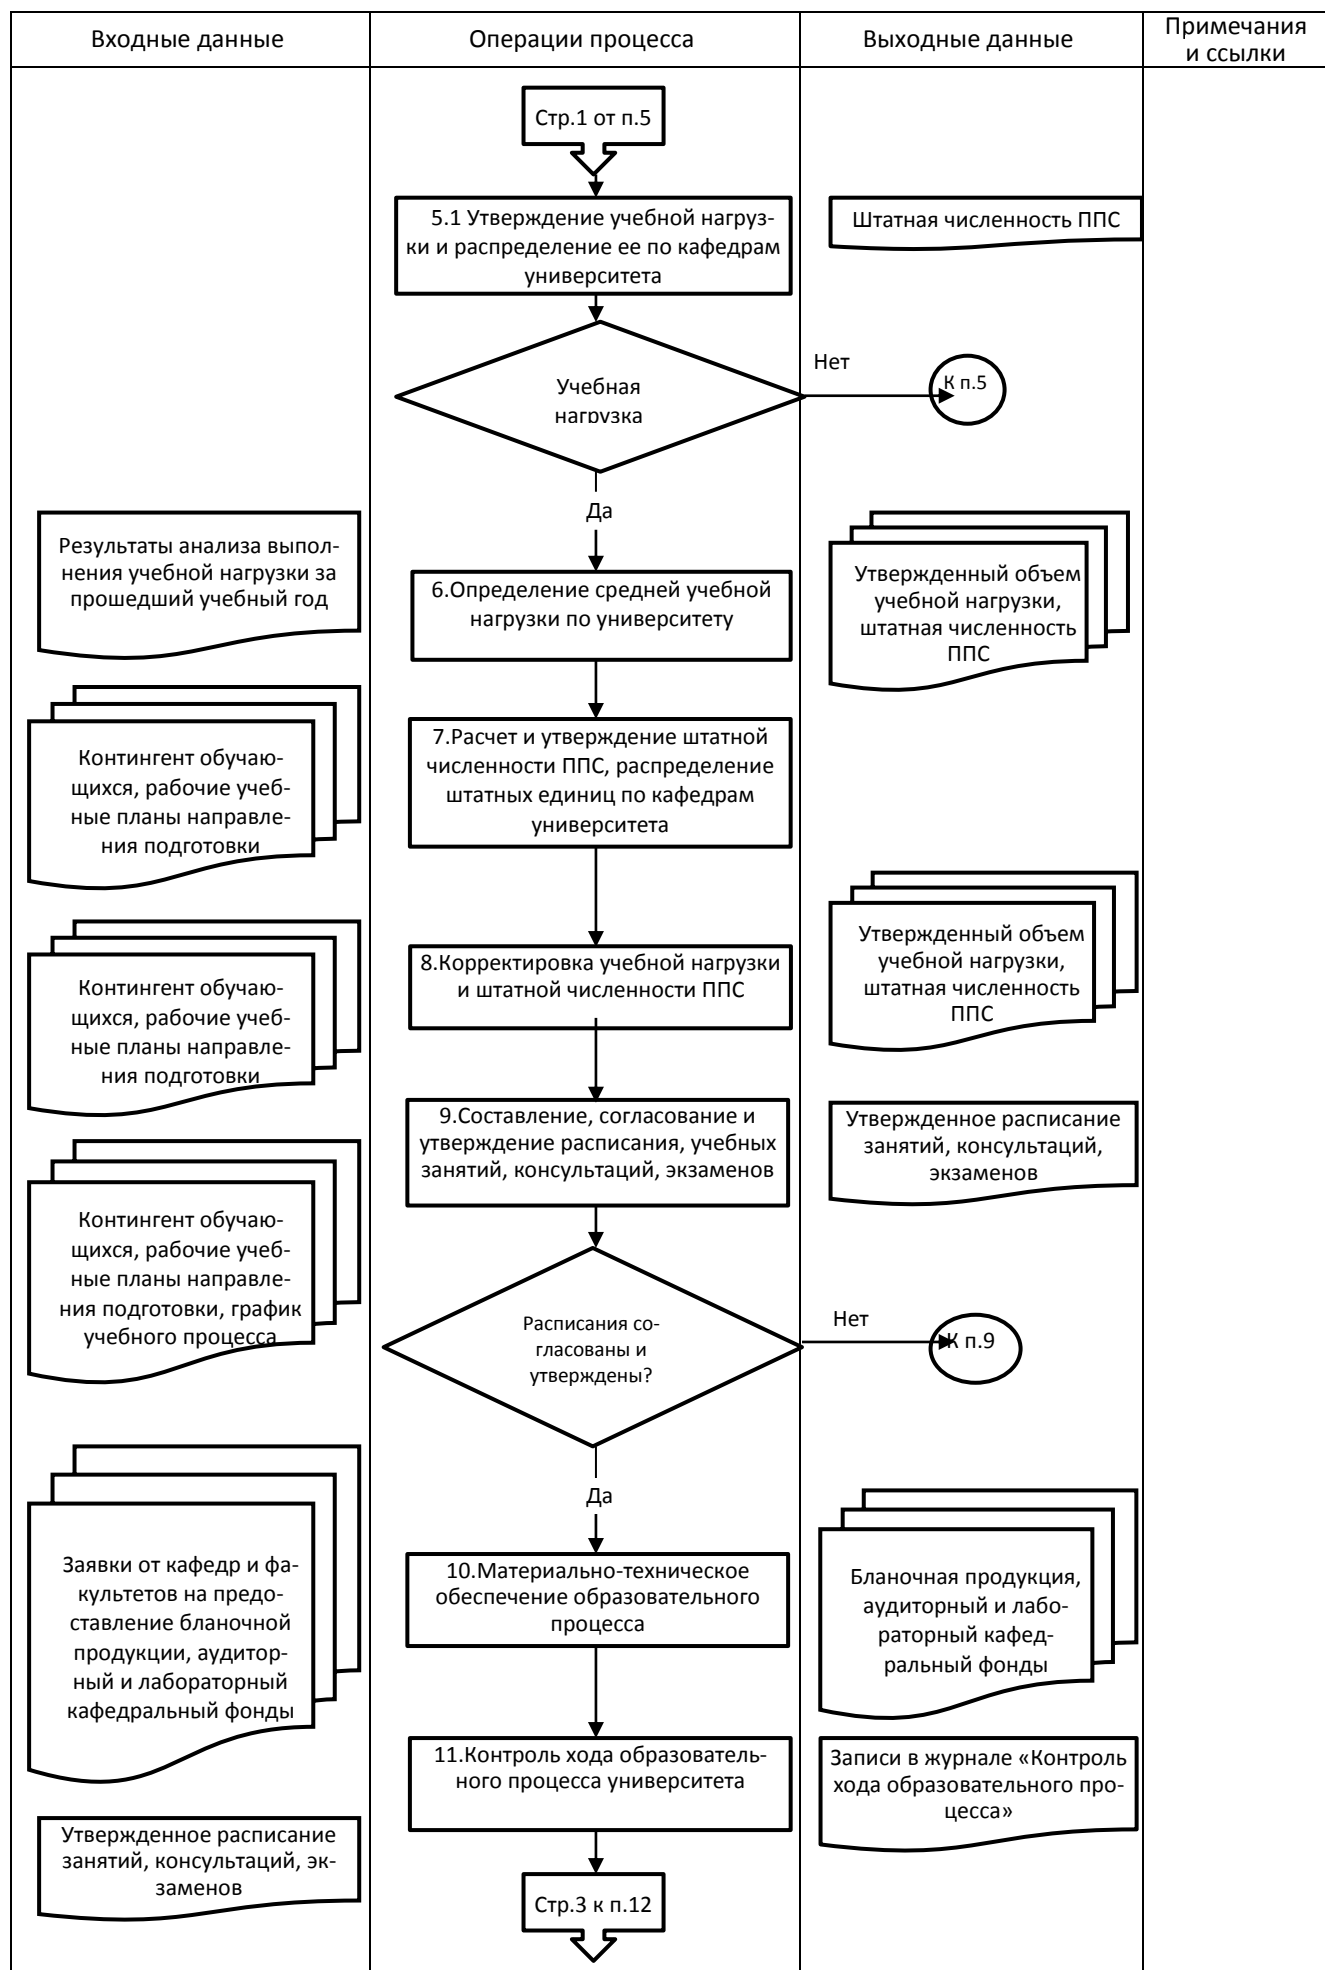 Входные данные
Операции процесса
Выходные данные
Примечания
и ссылки
Стр.1 от п.5
5.1 Утверждение учебной нагруз-
ки и распределение ее по кафедрам
университета
Штатная численность ППС
Учебная
нагрузка
Нет
К п.5
Да
Результаты анализа выпол-
нения учебной нагрузки за
прошедший учебный год
6.Определение средней учебной
нагрузки по университету
Утвержденный объем
учебной нагрузки,
штатная численность
ППС
Контингент обучаю-
щихся, рабочие учеб-
ные планы направле-
ния подготовки
7.Расчет и утверждение штатной
численности ППС, распределение
штатных единиц по кафедрам
университета
Контингент обучаю-
щихся, рабочие учеб-
ные планы направле-
ния подготовки
8.Корректировка учебной нагрузки
и штатной численности ППС
Утвержденный объем
учебной нагрузки,
штатная численность
ППС
9.Составление, согласование и
утверждение расписания, учебных
занятий, консультаций, экзаменов
Утвержденное расписание
занятий, консультаций,
экзаменов
Контингент обучаю-
щихся, рабочие учеб-
ные планы направле-
ния подготовки, график
учебного процесса
Расписания со-
гласованы и
утверждены?
Нет
К п.9
Да
Заявки от кафедр и фа-
культетов на предо-
ставление бланочной
продукции, аудитор-
ный и лабораторный
кафедральный фонды
10.Материально-техническое
обеспечение образовательного
процесса
Бланочная продукция,
аудиторный и лабо-
раторный кафед-
ральный фонды
11.Контроль хода образователь-
ного процесса университета
Записи в журнале «Контроль
хода образовательного про-
цесса»
Утвержденное расписание
занятий, консультаций, эк-
заменов
Стр.3 к п.12